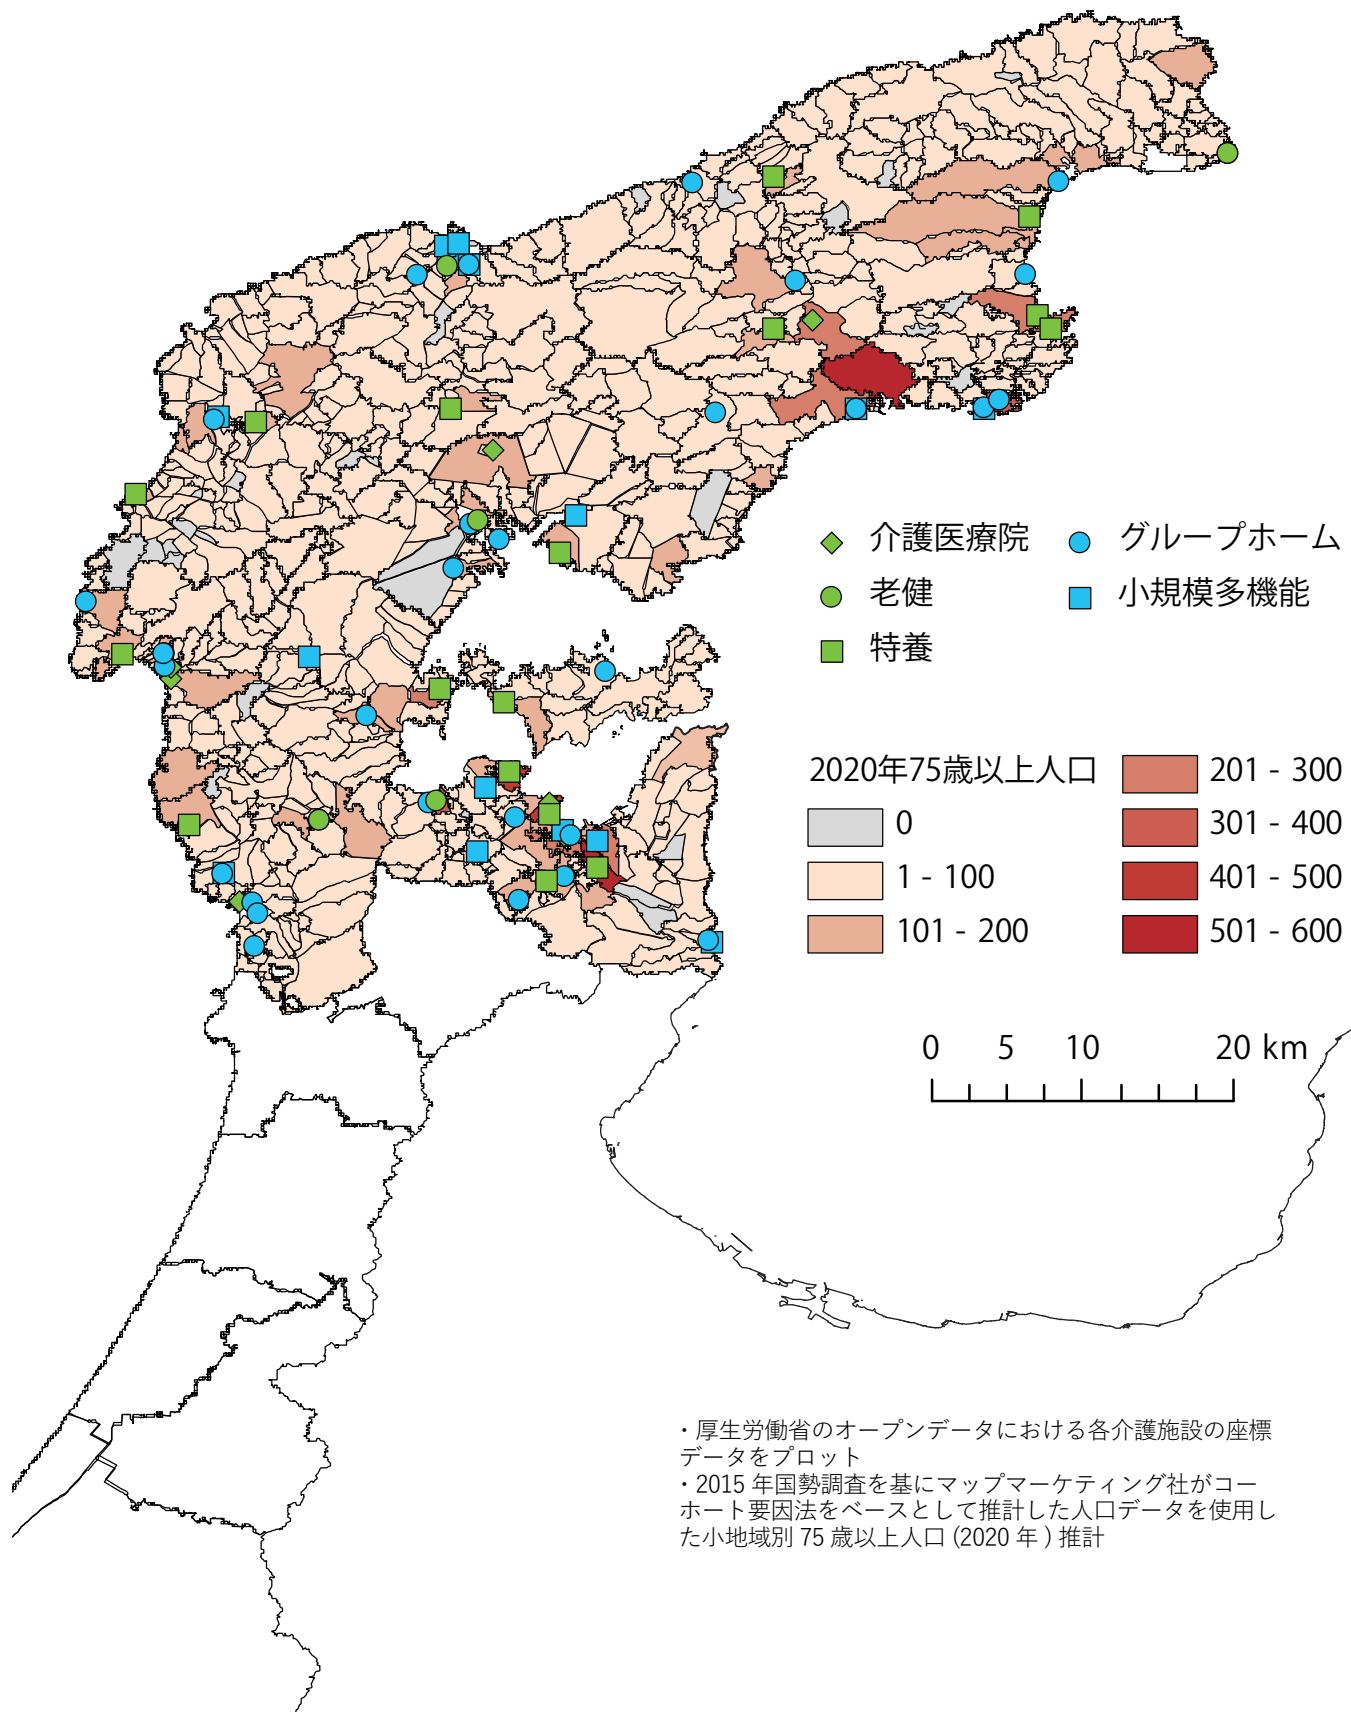 介護医療院
グループホーム
老健
小規模多機能
特養
2020年75歳以上人口
0
1 - 100
101 - 200
201 - 300
301 - 400
401 - 500
501 - 600
0 5 10 20 km
・厚生労働省のオープンデータにおける各介護施設の座標
データをプロット
・2015 年国勢調査を基にマップマーケティング社がコー
ホート要因法をベースとして推計した人口データを使用し
た小地域別 75 歳以上人口 (2020 年 ) 推計